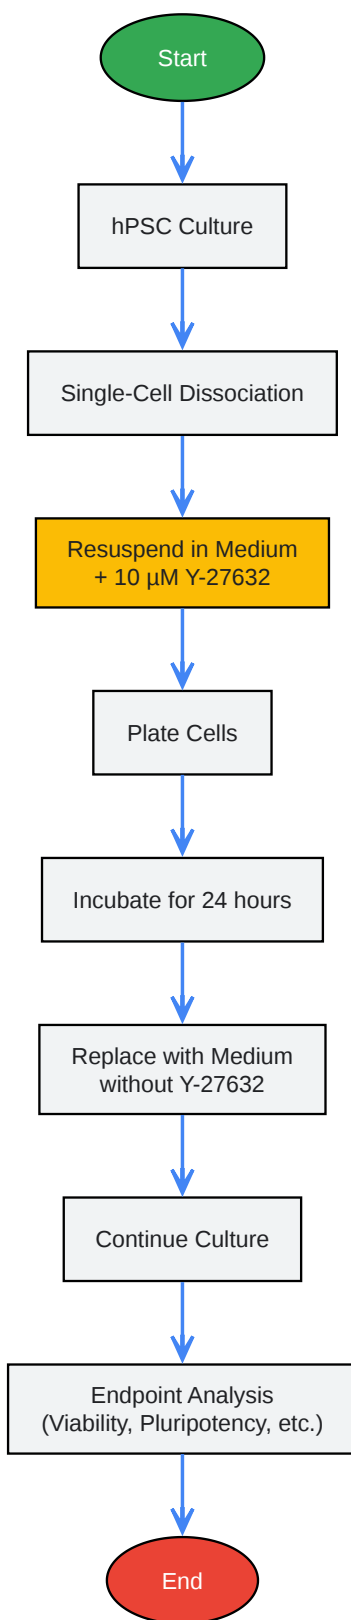 Start
hPSC Culture
Single-Cell Dissociation
Resuspend in Medium
+ 10 µM Y-27632
Plate Cells
Incubate for 24 hours
Replace with Medium
without Y-27632
Continue Culture
Endpoint Analysis
(Viability, Pluripotency, etc.)
End